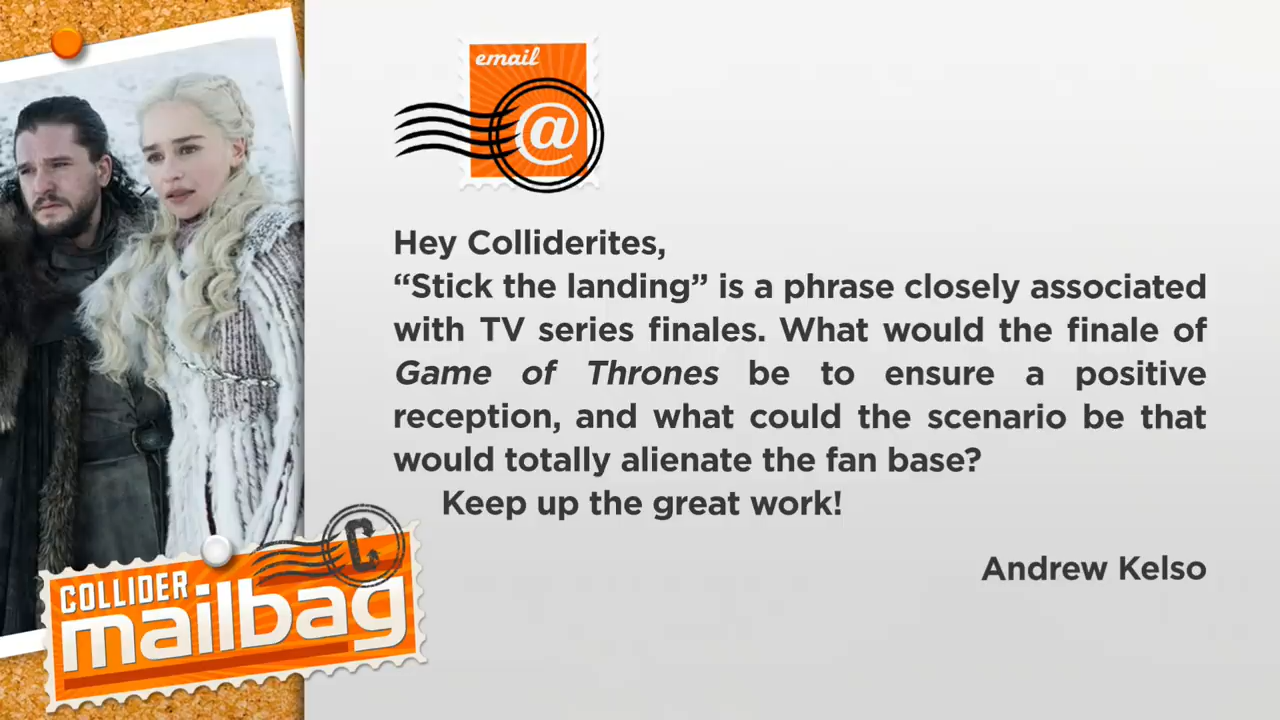 email
@
Hey Colliderites,
“Stick the landing” is a phrase closely associated
with TV series finales. What would the finale of
Game of Thrones be to ensure a positive
reception, and what could the scenario be that
would totally alienate the fan base?
Keep up the great work!
Andrew Kelso
C
COLLIDER
mailbag